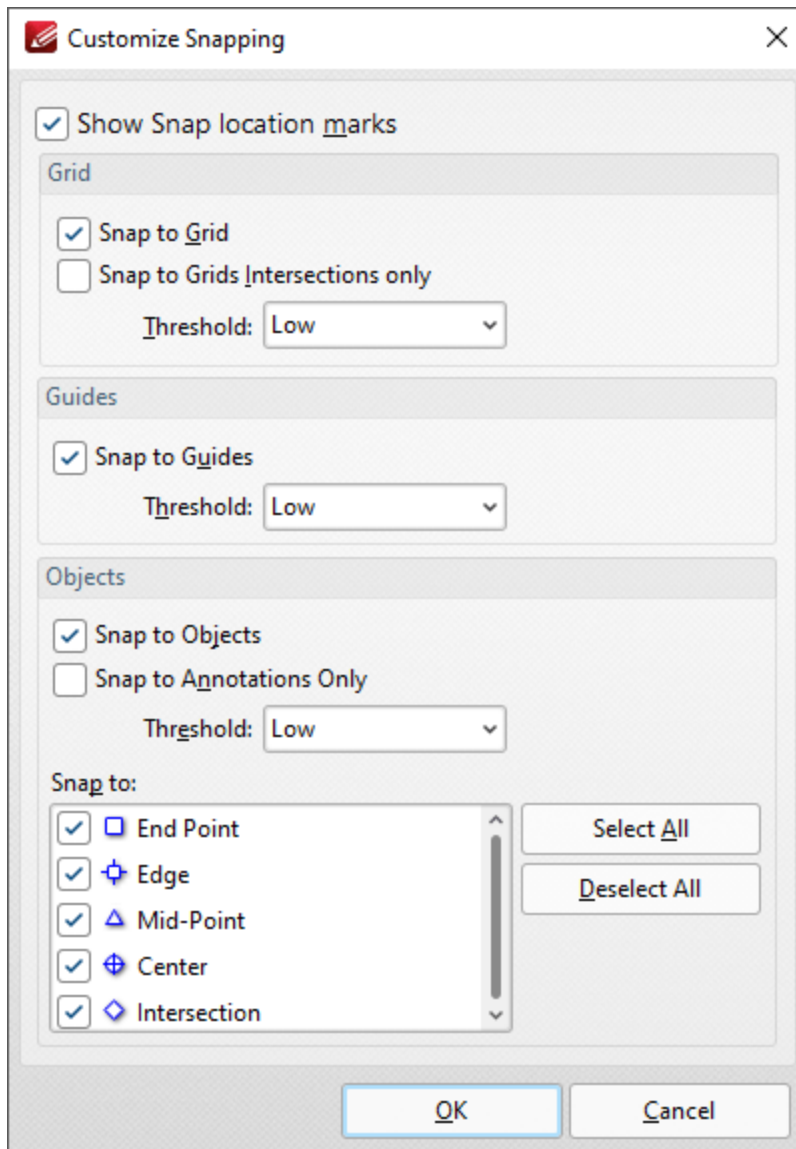 Customize Snapping
Show Snap location marks
Grid
Snap to Grid
Snap to Grids Intersections only
Threshold: Low
Guides
Snap to Guides
Threshold: Low
Objects
Snap to Objects
Snap to Annotations Only
Threshold: Low
Snap to:
End Point
Select All
Edge
Deselect All
Mid-Point
Center
Intersection
OK Cancel